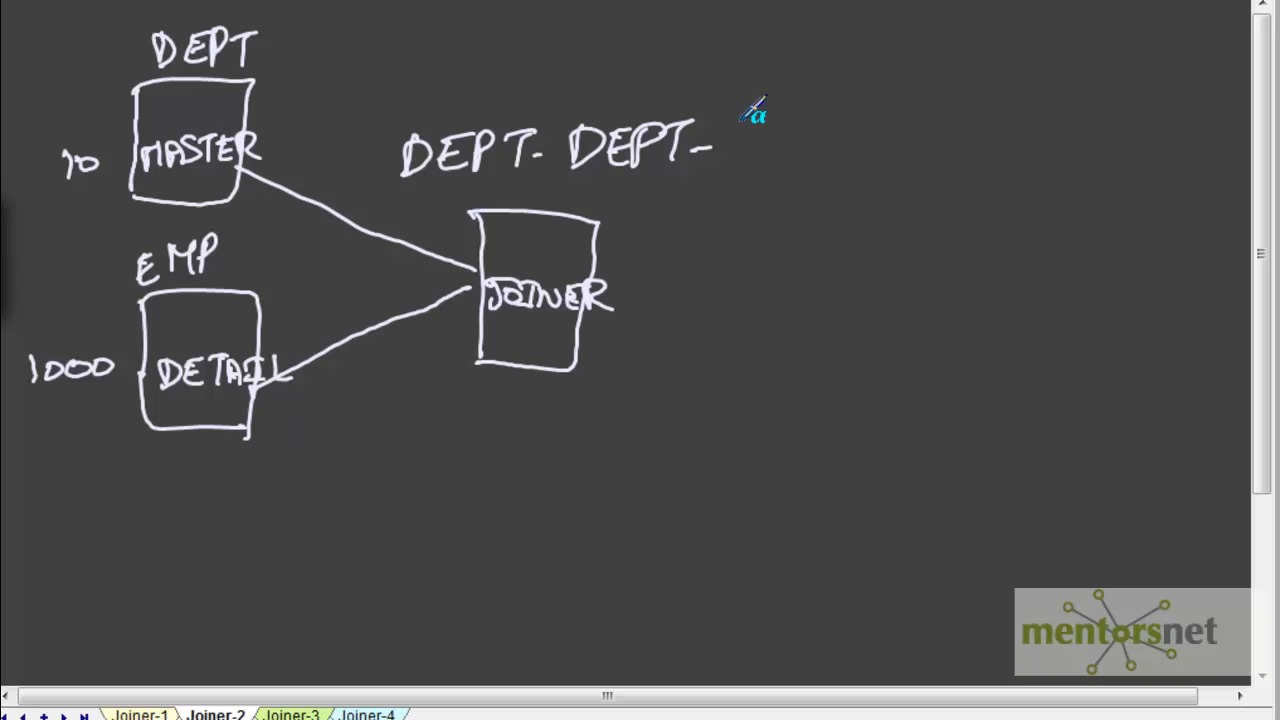 DEPT
MASTER
10
DEPT. DEPT-
a
EMP
JOINER
1000
DETAIL
mentorsnet
Joiner-1 Joiner-2 Joiner-3 Joiner-4